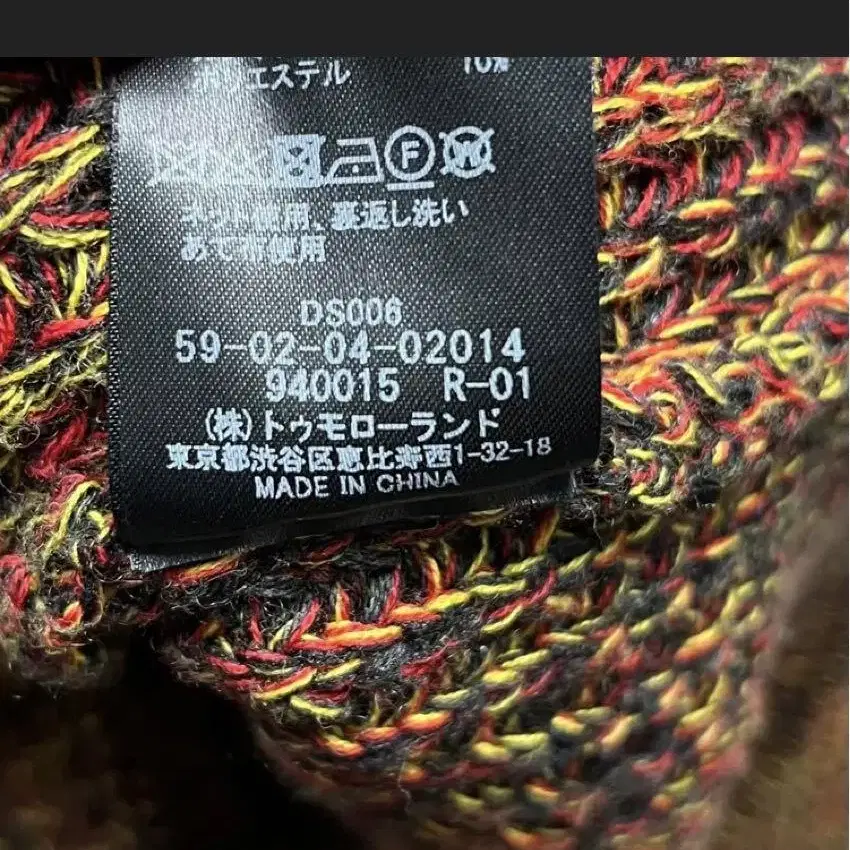 ポリエステル 10%
F W
ネット使用、裏返し洗い
あて布使用
DS006
59-02-04-02014
940015 R-01
(株)トゥモローランド
東京都渋谷区恵比寿西1-32-18
MADE IN CHINA